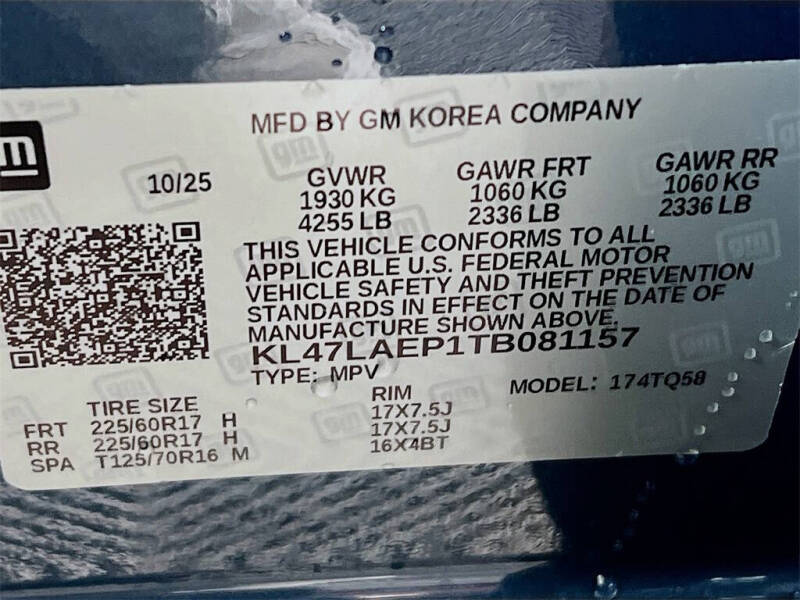 MFD BY GM KOREA COMPANY
gm
10/25
GVWR GAWR FRT GAWR RR
1930 KG 1060 KG 1060 KG
4255 LB 2336 LB 2336 LB
THIS VEHICLE CONFORMS TO ALL
APPLICABLE U.S. FEDERAL MOTOR
VEHICLE SAFETY AND THEFT PREVENTION
STANDARDS IN EFFECT ON THE DATE OF
MANUFACTURE SHOWN ABOVE.
KL47LAEP1TB081157
TYPE: MPV MODEL: 174TQ58
TIRE SIZE RIM
FRT 225/60R17 H 17X7.5J
RR 225/60R17 H 17X7.5J
SPA T125/70R16 M 16X4BT